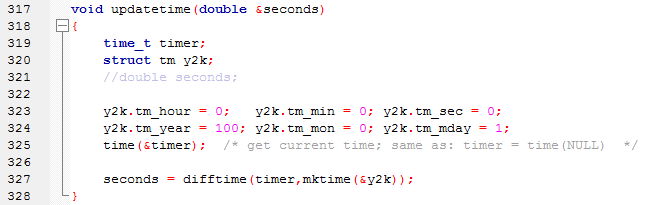 317 void updatetime(double &seconds)
318 {
319 time_t timer;
320 struct tm y2k;
321 //double seconds;
322
323 y2k.tm_hour = 0;   y2k.tm_min = 0; y2k.tm_sec = 0;
324 y2k.tm_year = 100; y2k.tm_mon = 0; y2k.tm_mday = 1;
325 time(&timer);  /* get current time; same as: timer = time(NULL)  */
326
327 seconds = difftime(timer,mktime(&y2k));
328 }